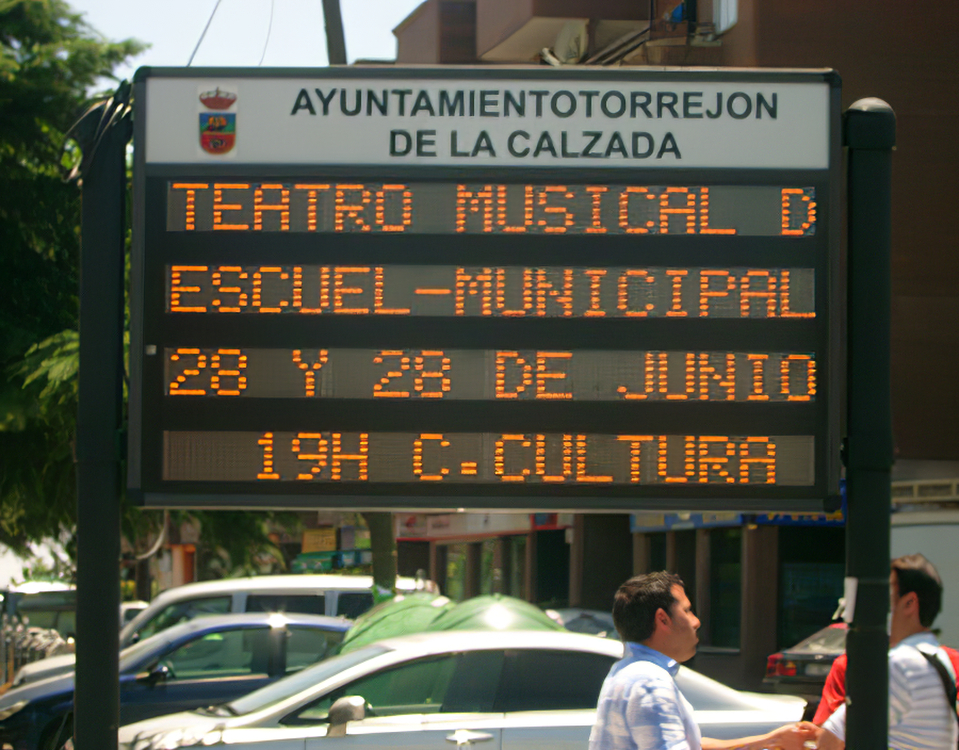 AYUNTAMIENTOTORREJON
DE LA CALZADA
TEATRO MUSICAL D
ESCUEL-MUNICIPAL
28 Y 28 DE JUNIO
19H C.CULTURA